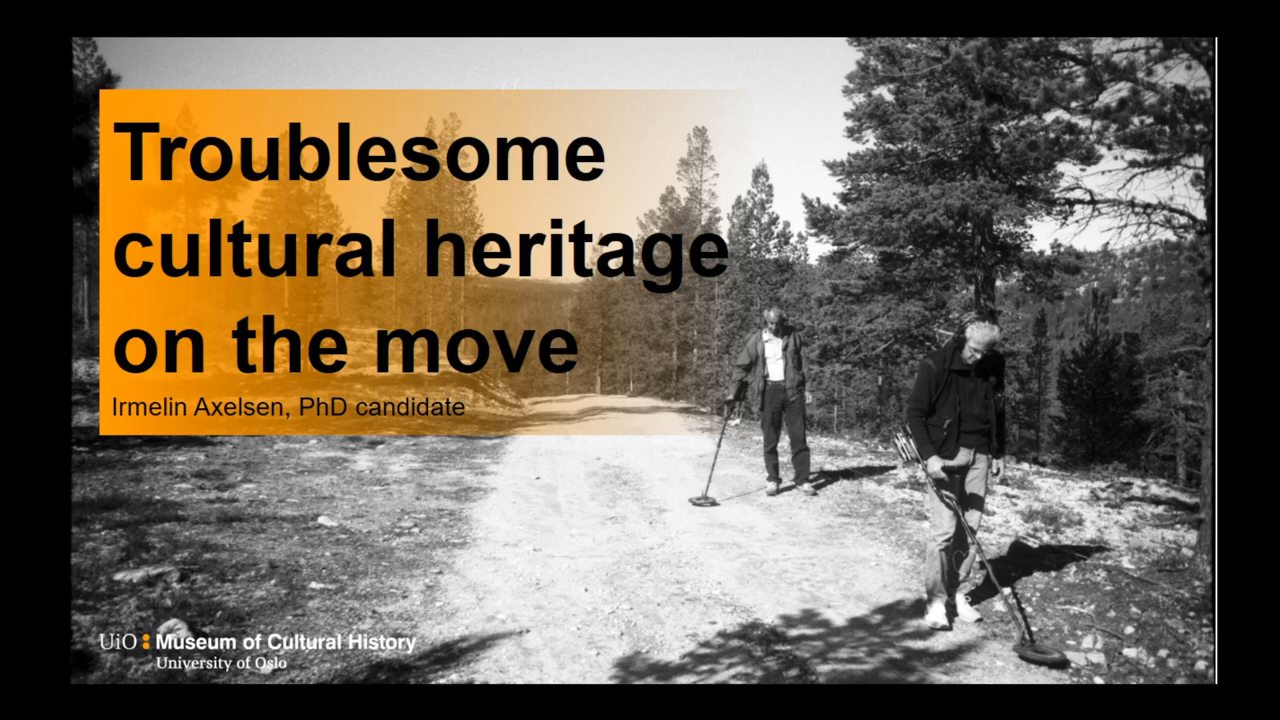 Troublesome
cultural heritage
on the move
Irmelin Axelsen, PhD candidate
UiO Museum of Cultural History
University of Oslo